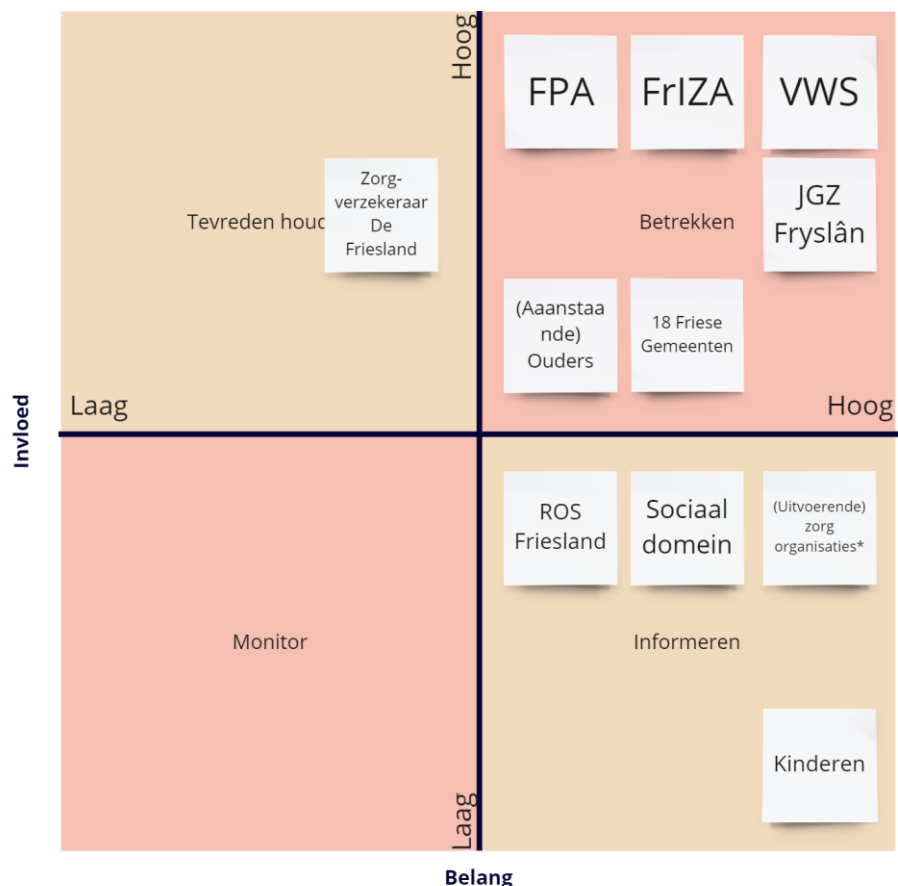 Hoog
FPA
FrIZA
VWS
Zorg-
verzekeraar
De
Friesland
Tevreden houd
Betrekken
JGZ
Fryslân
(Aaanstaa
nde)
Ouders
18 Friese
Gemeenten
Laag
Hoog
Invloed
ROS
Friesland
Sociaal
domein
(Uitvoerende)
zorg
organisaties*
Monitor
Informeren
Kinderen
Laag
Belang